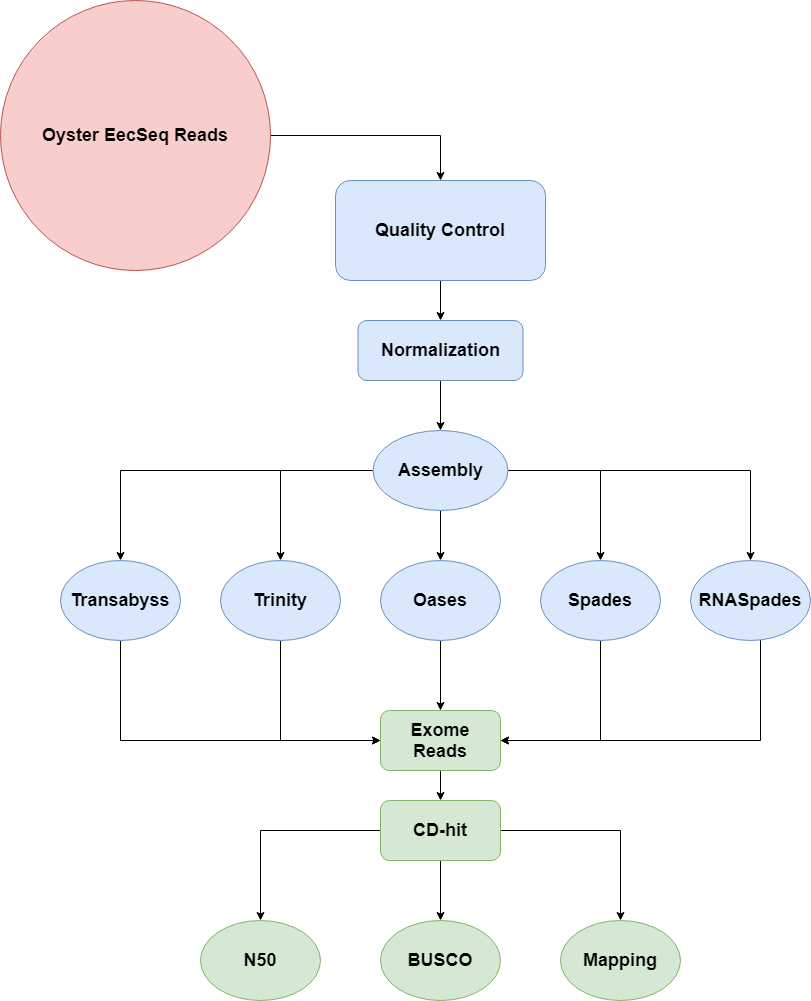 Oyster EecSeq Reads
Quality Control
Normalization
Assembly
Transabyss
Trinity
Oases
Spades
RNASpades
Exome
Reads
CD-hit
N50
BUSCO
Mapping